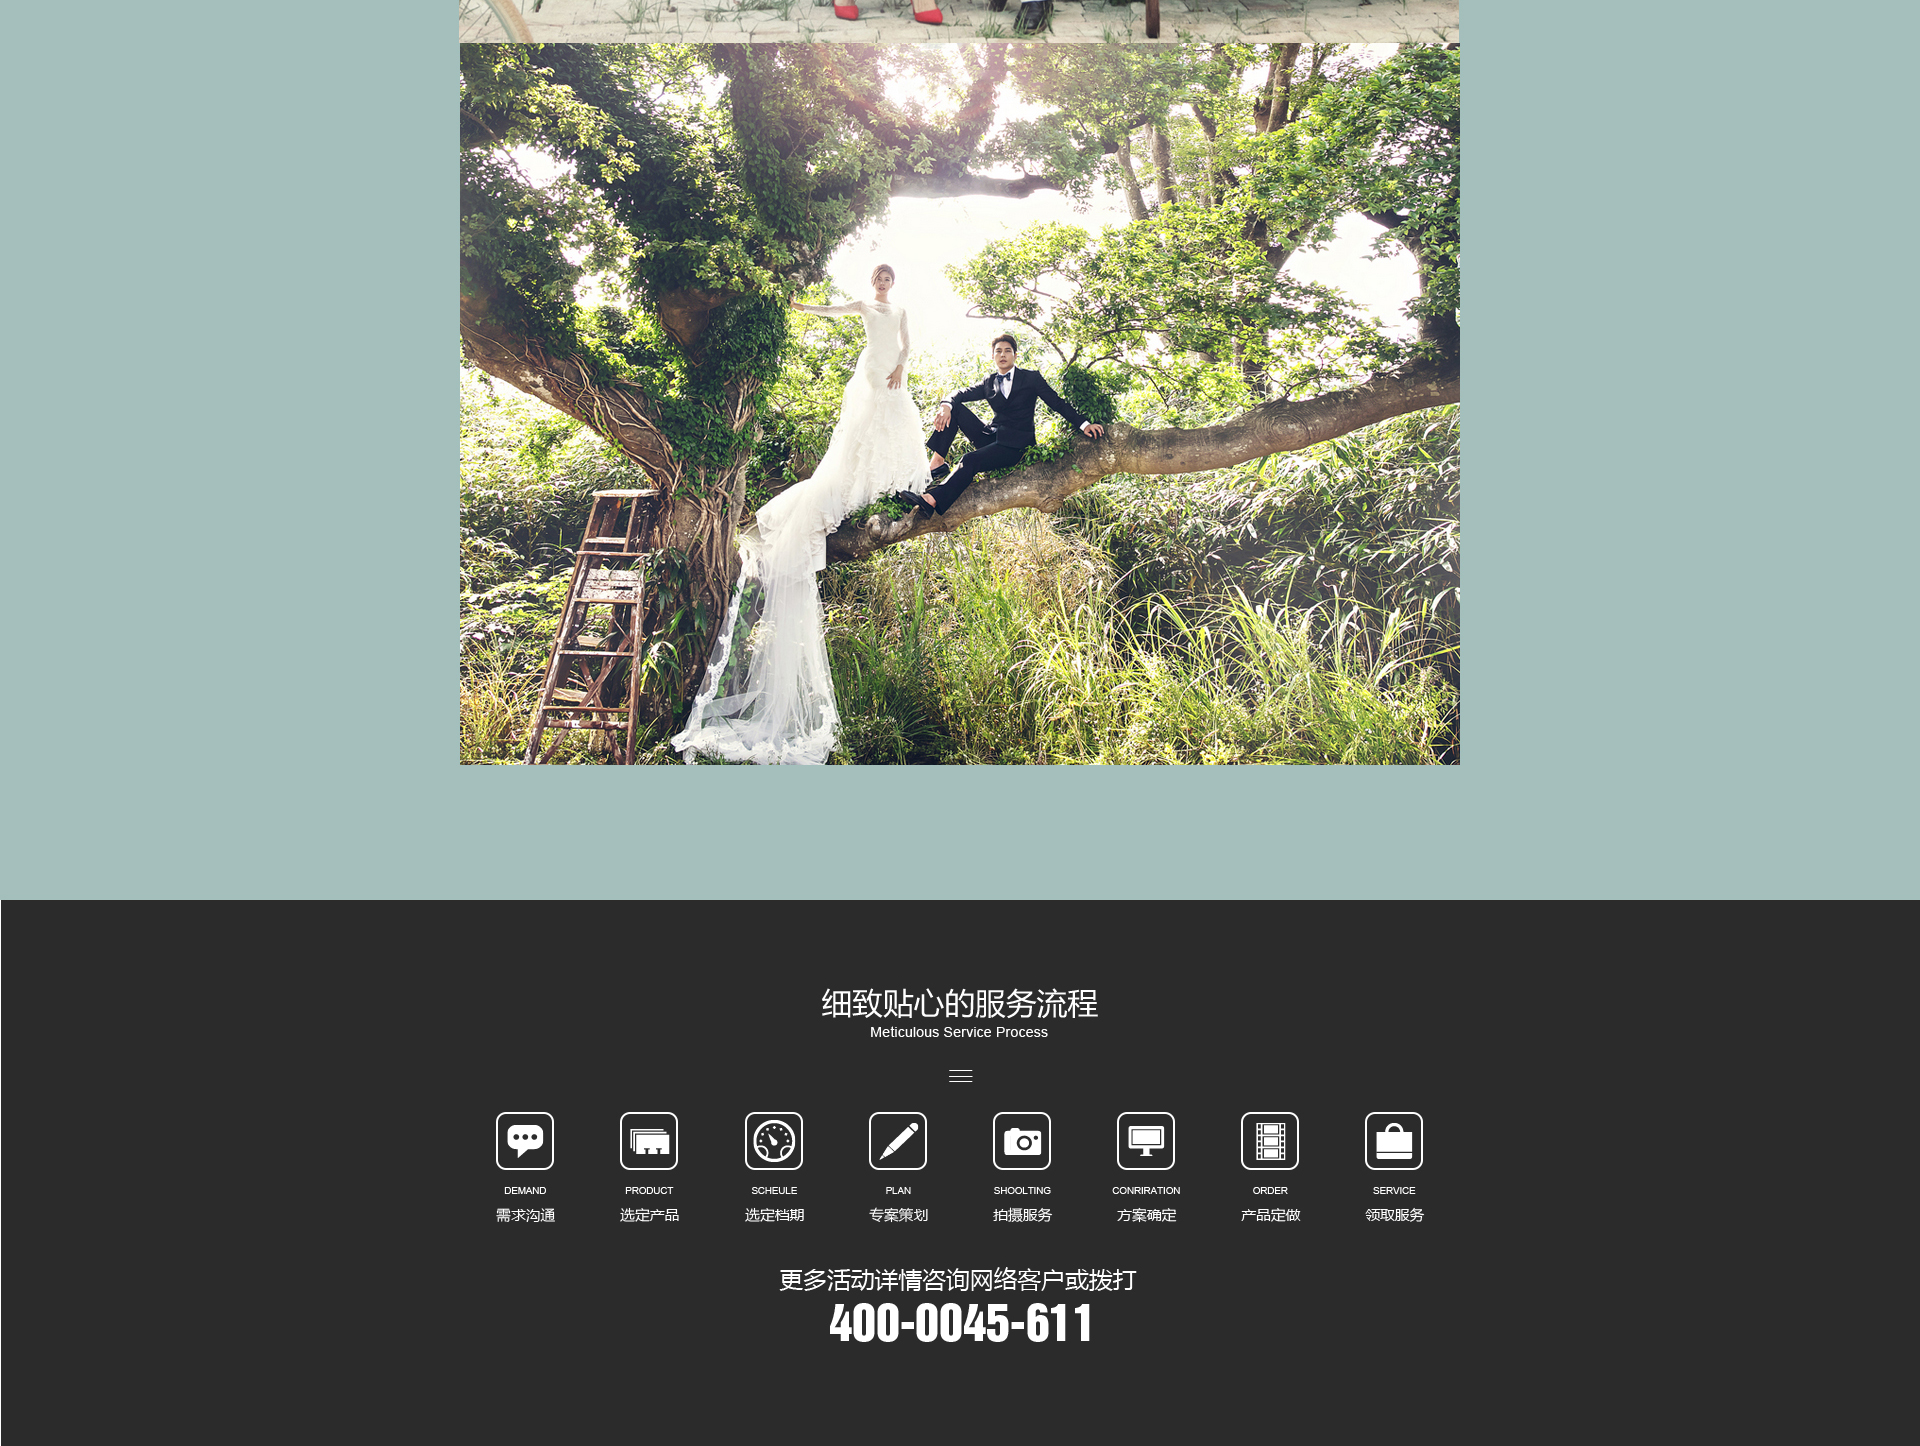 细致贴心的服务流程
Meticulous Service Process
DEMAND PRODUCT SCHEULE PLAN SHOOLTING CONRIRATION ORDER SERVICE
需求沟通 选定产品 选定档期 专案策划 拍摄服务 方案确定 产品定做 领取服务
更多活动详情咨询网络客户或拨打
400-0045-611